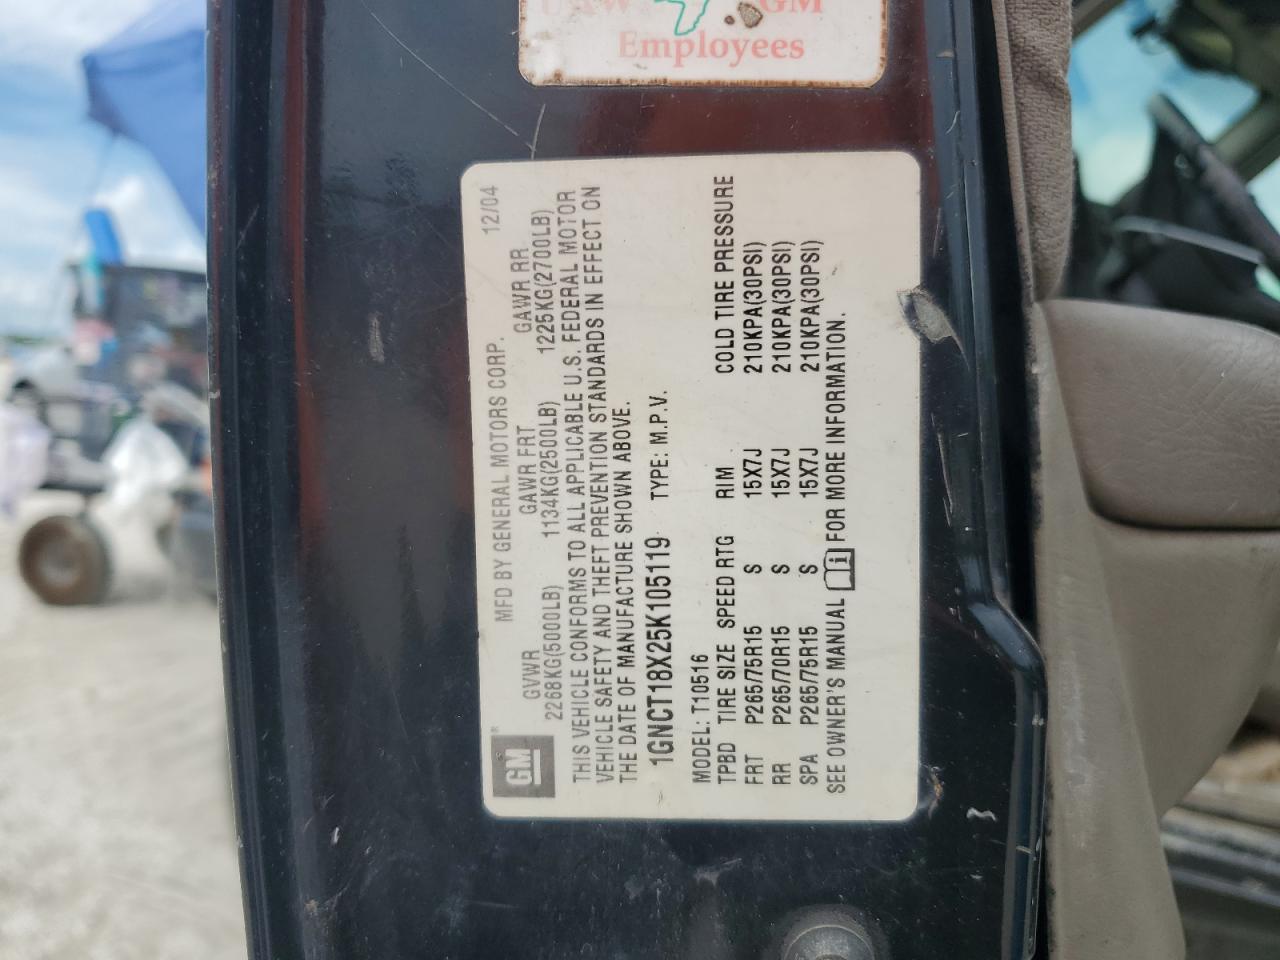 UAW GM
Employees
MFD BY GENERAL MOTORS CORP. 12/04
GM
GVWR GAWR FRT GAWR RR
2268KG(5000LB) 1134KG(2500LB) 1225KG(2700LB)
THIS VEHICLE CONFORMS TO ALL APPLICABLE U.S. FEDERAL MOTOR
VEHICLE SAFETY AND THEFT PREVENTION STANDARDS IN EFFECT ON
THE DATE OF MANUFACTURE SHOWN ABOVE.
1GNCT18X25K105119 TYPE: M.P.V.
MODEL: T10516
TPBD TIRE SIZE SPEED RTG RIM COLD TIRE PRESSURE
FRT P265/75R15 S 15X7J 210KPA(30PSI)
RR P265/70R15 S 15X7J 210KPA(30PSI)
SPA P265/75R15 S 15X7J 210KPA(30PSI)
SEE OWNER'S MANUAL FOR MORE INFORMATION.